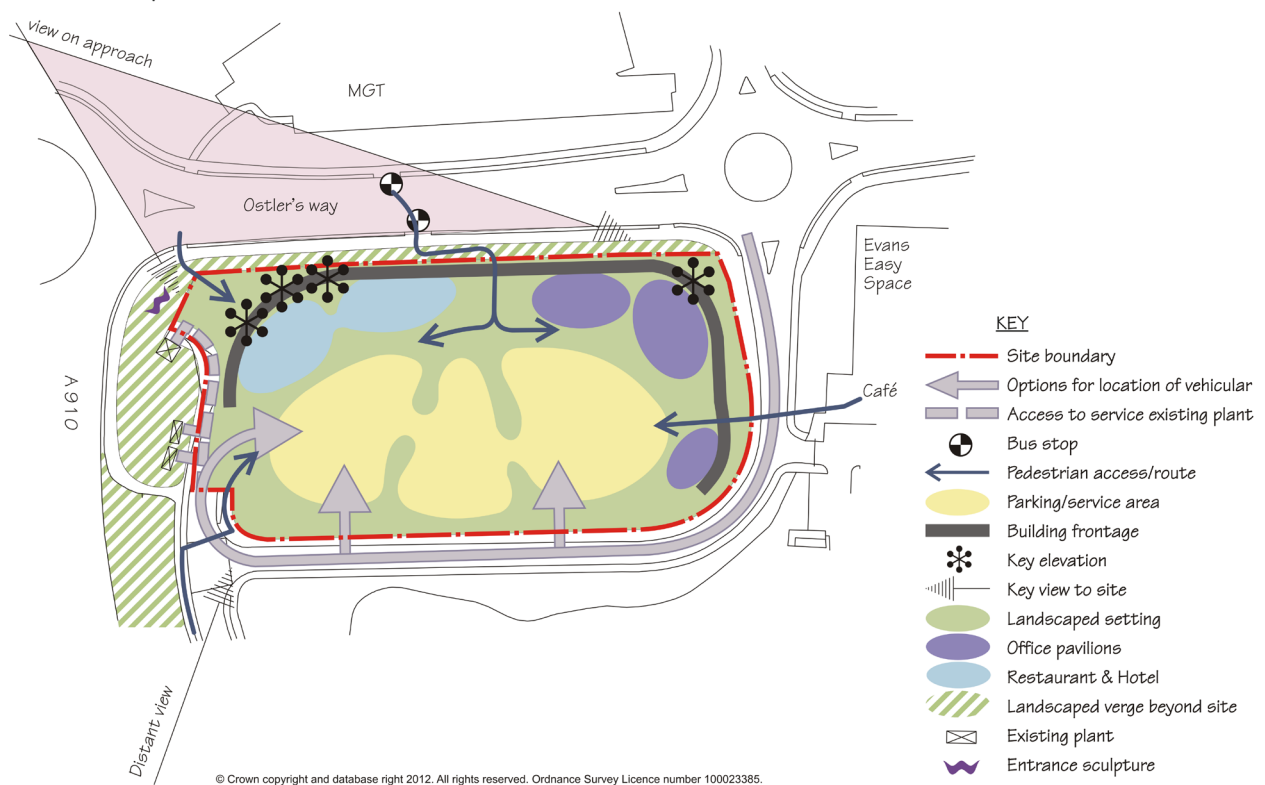 view on approach
MGT
Ostler's way
Evans
Easy
Space
A910
Café
KEY
Site boundary
Options for location of vehicular
Access to service existing plant
Bus stop
Pedestrian access/route
Parking/service area
Building frontage
Key elevation
Key view to site
Landscaped setting
Office pavilions
Restaurant & Hotel
Landscaped verge beyond site
Existing plant
Entrance sculpture
Distant view
© Crown copyright and database right 2012. All rights reserved. Ordnance Survey Licence number 100023385.